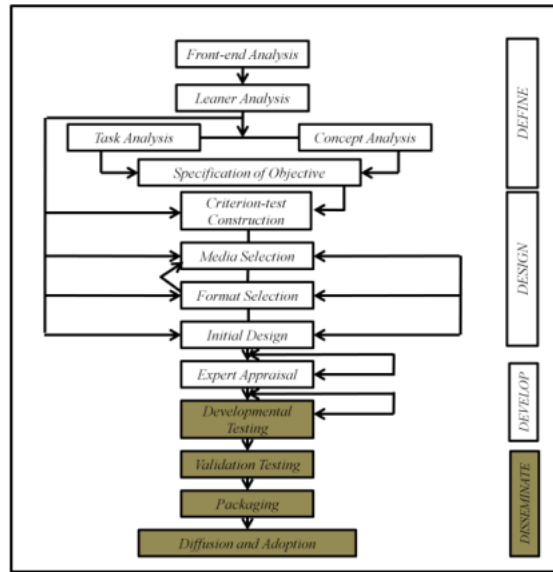 Front-end Analysis
Leaner Analysis
Task Analysis
Concept Analysis
Specification of Objective
Criterion-test
Construction
Media Selection
Format Selection
Initial Design
Expert Appraisal
Developmental
Testing
Validation Testing
Packaging
Diffusion and Adoption
DEFINE
DESIGN
DEVELOP
DISSEMINATE